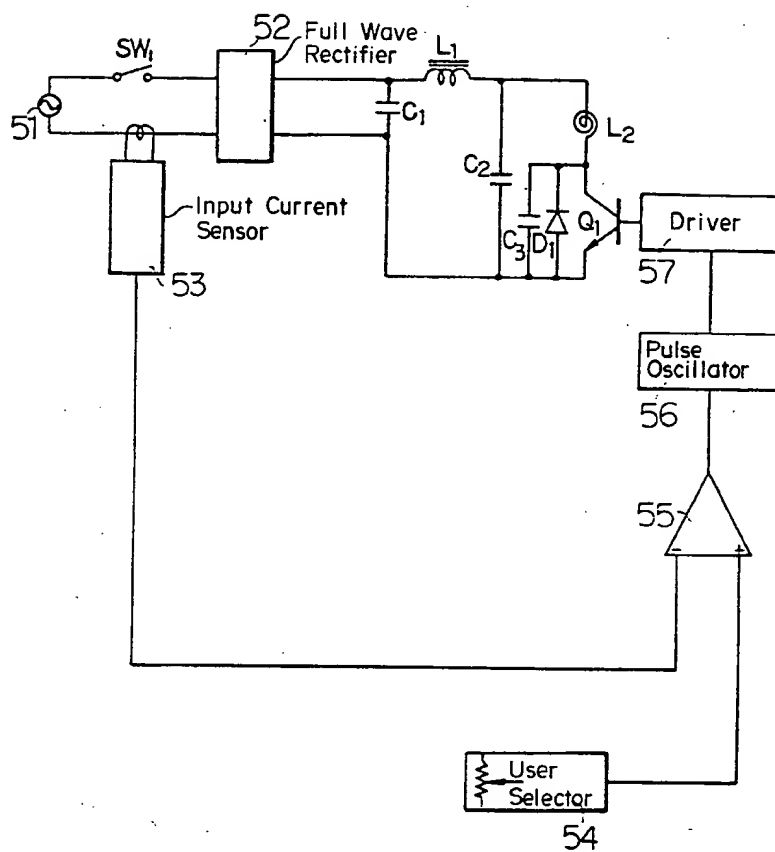 52
Full Wave
Rectifier
SW₁
L₁
51
C₁
L₂
C₂
Input Current
Sensor
53
C₃
D₁
Q₁
Driver
57
Pulse
Oscillator
56
55
-
+
User
Selector
54